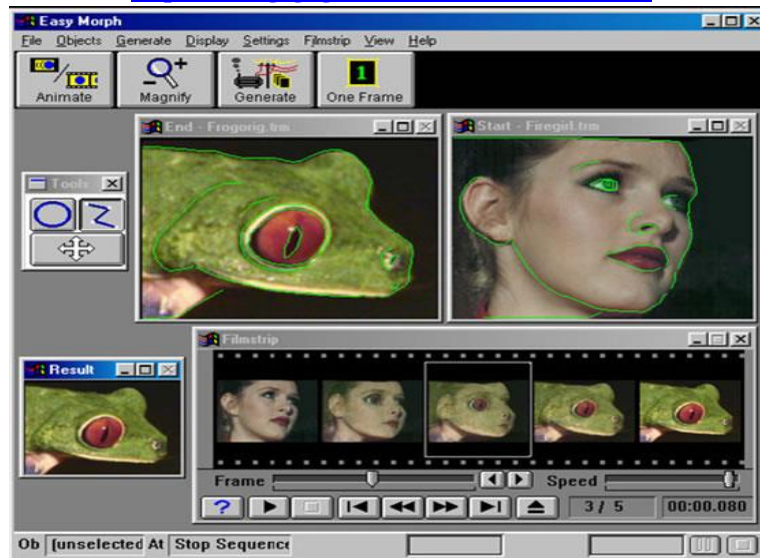 Easy Morph
File Objects Generate Display Settings Filmstrip View Help
Animate Magnify Generate One Frame
1
End - Frogorig.trm
Start - Firegirl.trm
Tools
Filmstrip
Result
Frame Speed
? 3 / 5 00:00.080
Ob [unselected At Stop Sequence